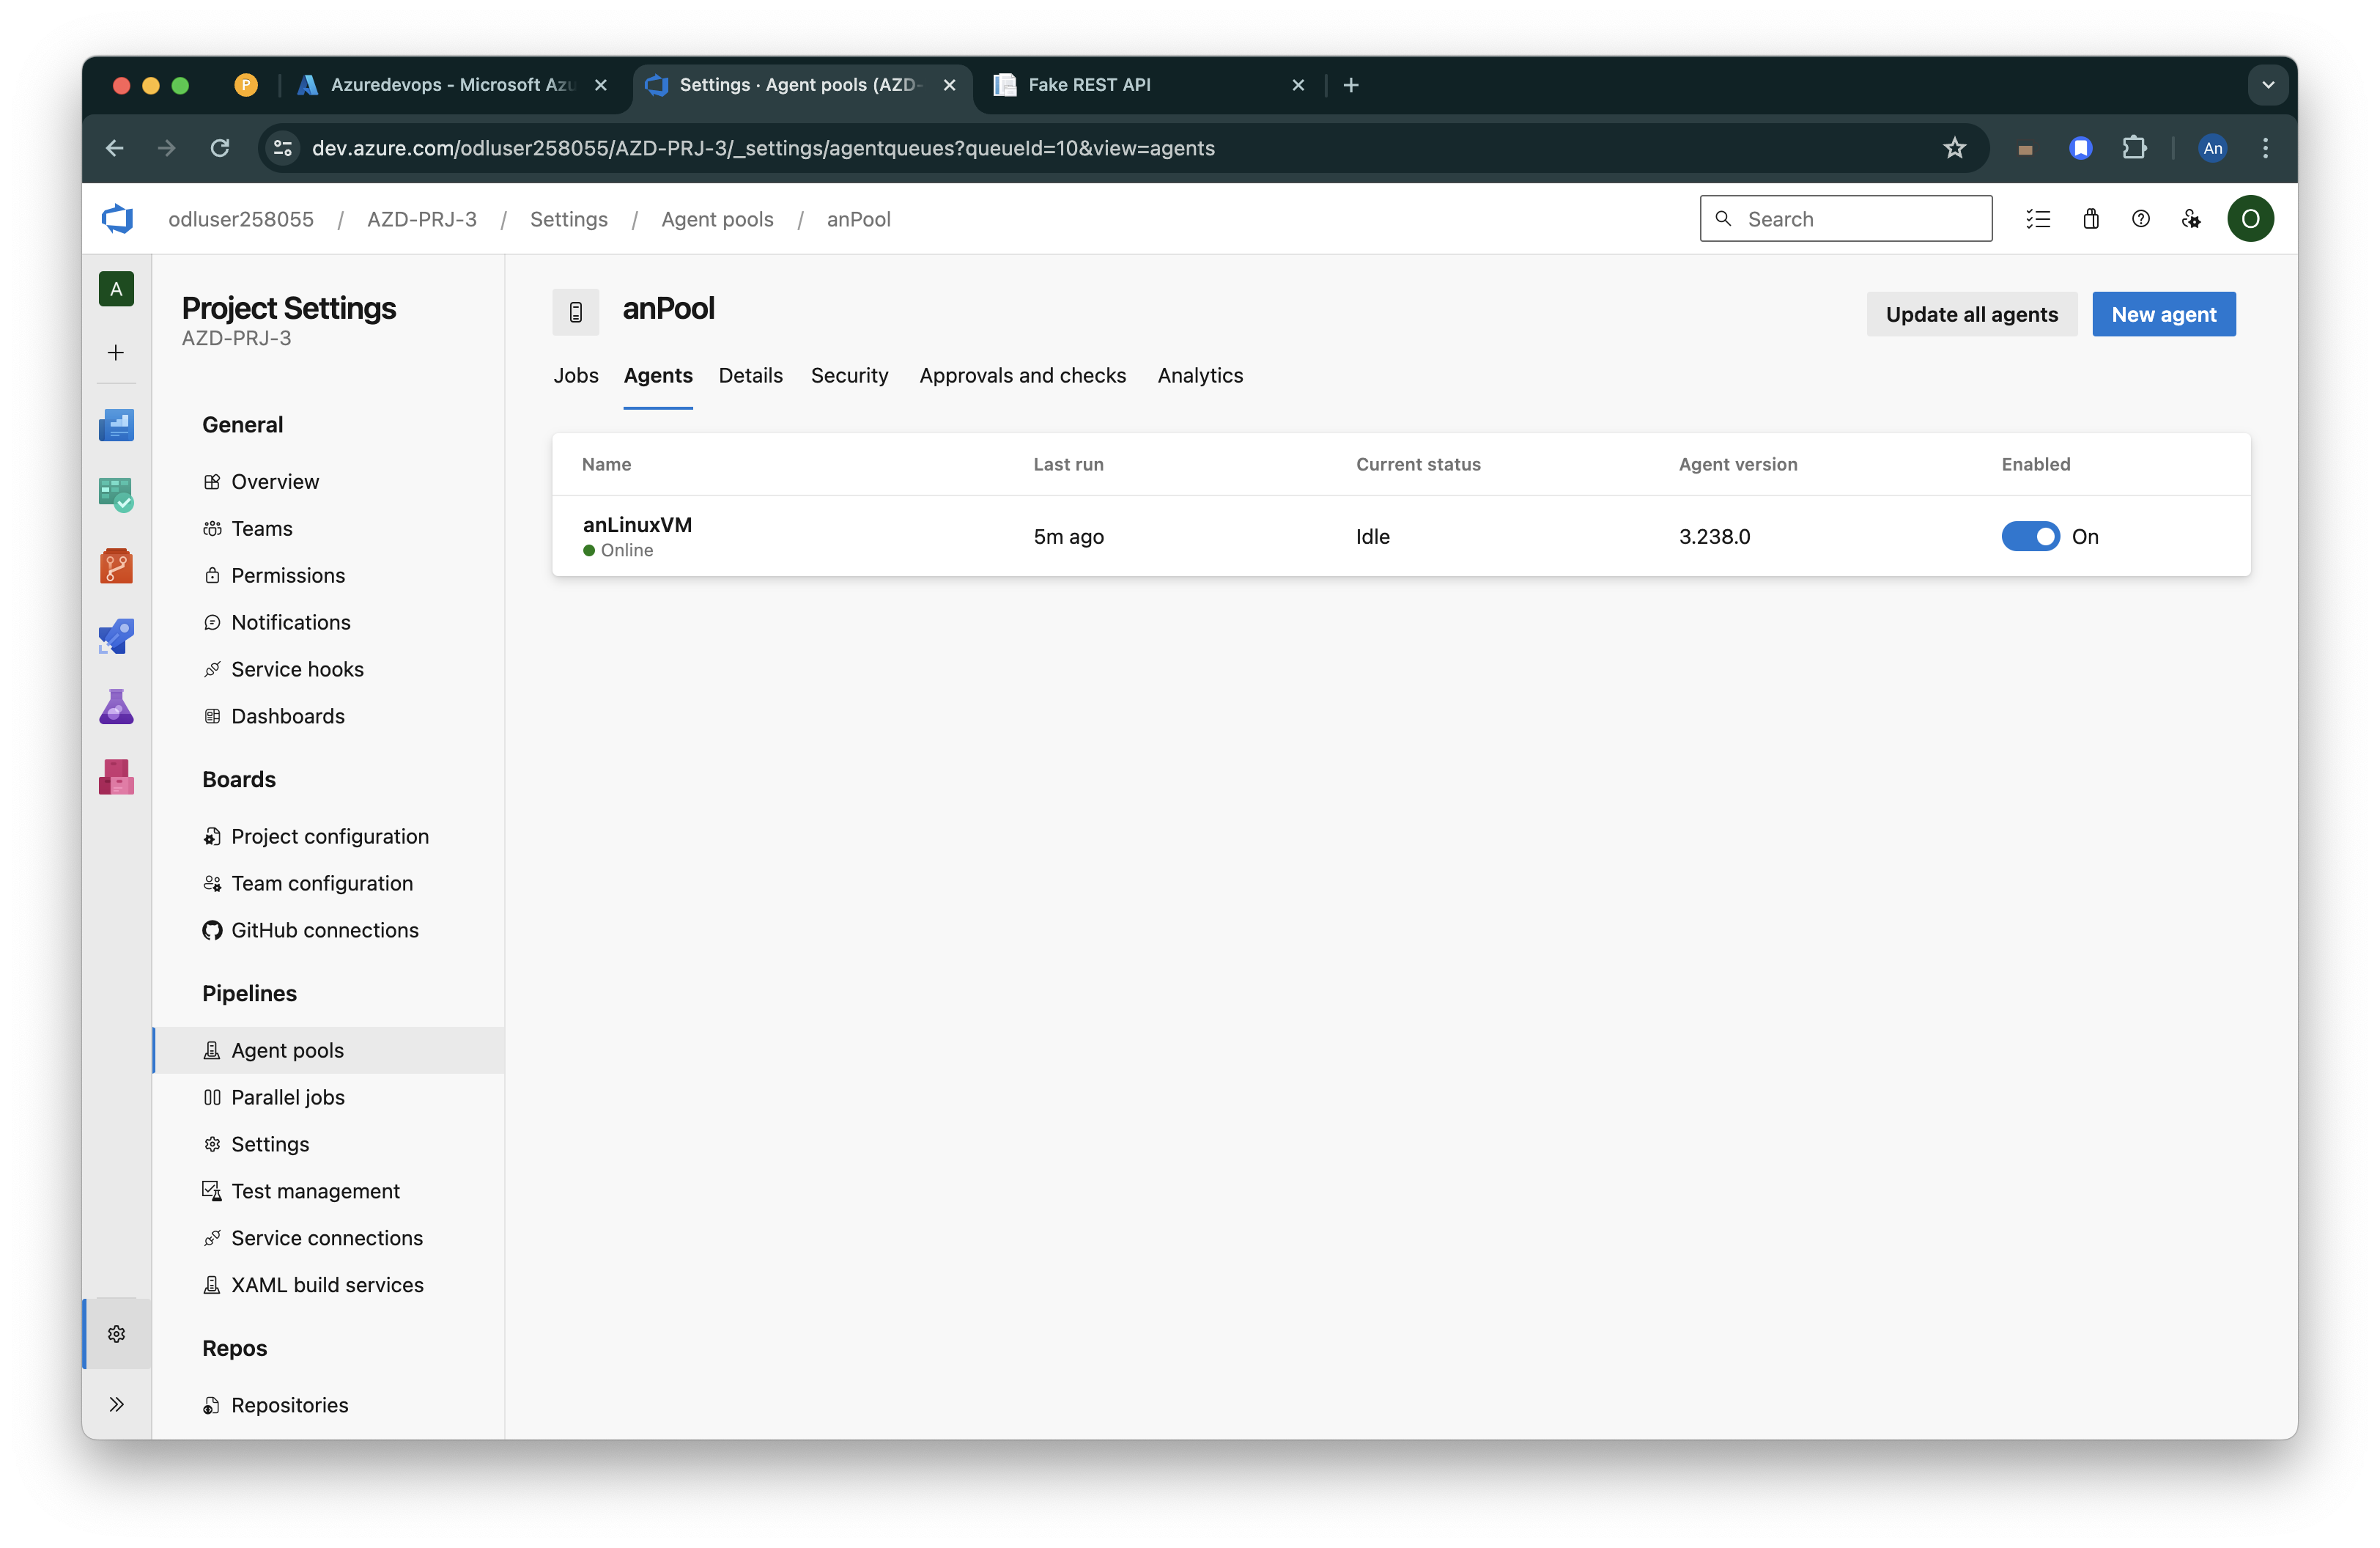 P
Azuredevops - Microsoft Azu
Settings · Agent pools (AZD-
Fake REST API
dev.azure.com/odluser258055/AZD-PRJ-3/_settings/agentqueues?queueId=10&view=agents
An
odluser258055 / AZD-PRJ-3 / Settings / Agent pools / anPool
Search
O
A
Project Settings
AZD-PRJ-3
General
Overview
Teams
Permissions
Notifications
Service hooks
Dashboards
Boards
Project configuration
Team configuration
GitHub connections
Pipelines
Agent pools
Parallel jobs
Settings
Test management
Service connections
XAML build services
Repos
Repositories
anPool
Update all agents
New agent
Jobs Agents Details Security Approvals and checks Analytics
Name Last run Current status Agent version Enabled
anLinuxVM
Online
5m ago Idle 3.238.0 On